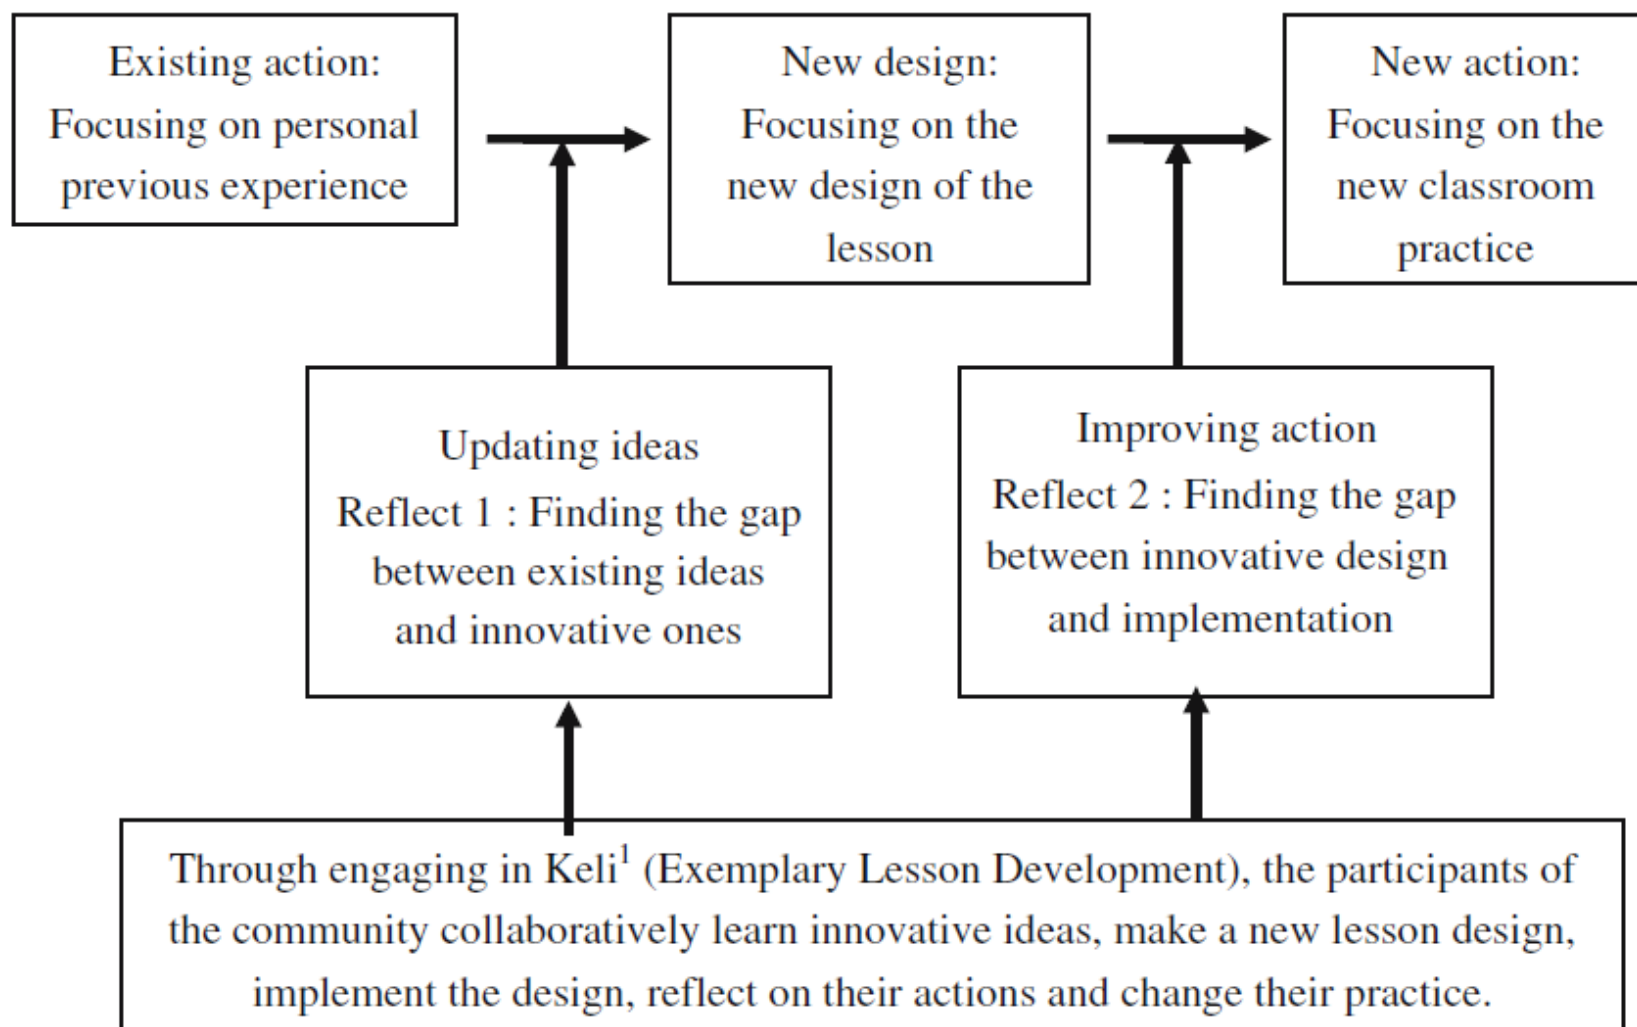 Existing action:
Focusing on personal
previous experience
New design:
Focusing on the
new design of the
lesson
New action:
Focusing on the
new classroom
practice
Updating ideas
Reflect 1 : Finding the gap
between existing ideas
and innovative ones
Improving action
Reflect 2 : Finding the gap
between innovative design
and implementation
Through engaging in Keli¹ (Exemplary Lesson Development), the participants of
the community collaboratively learn innovative ideas, make a new lesson design,
implement the design, reflect on their actions and change their practice.